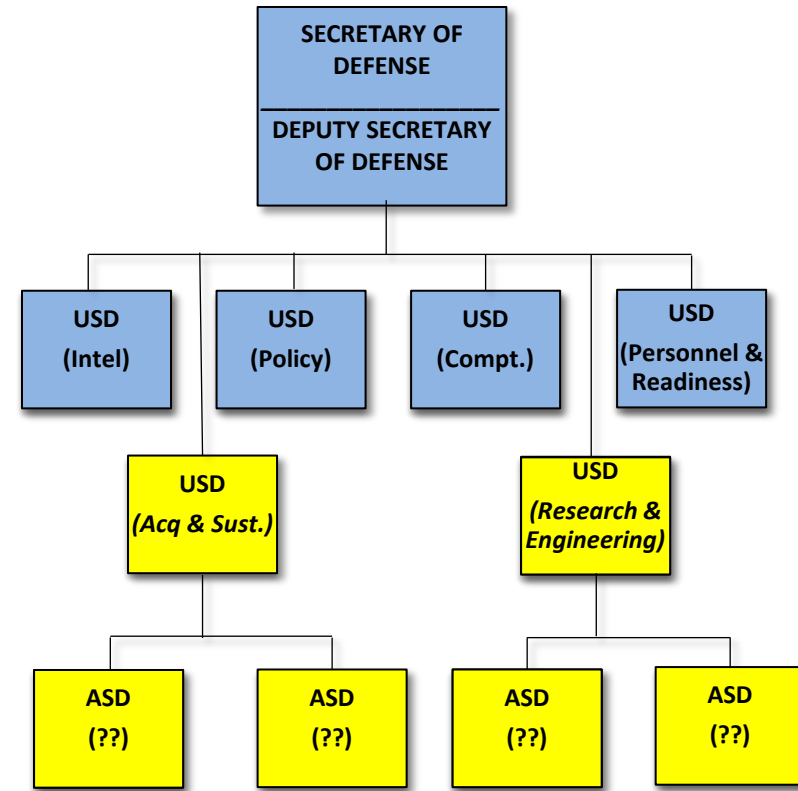 SECRETARY OF
DEFENSE
DEPUTY SECRETARY
OF DEFENSE
USD
(Intel)
USD
(Policy)
USD
(Compt.)
USD
(Personnel &
Readiness)
USD
(Acq & Sust.)
USD
(Research &
Engineering)
ASD
(??)
ASD
(??)
ASD
(??)
ASD
(??)